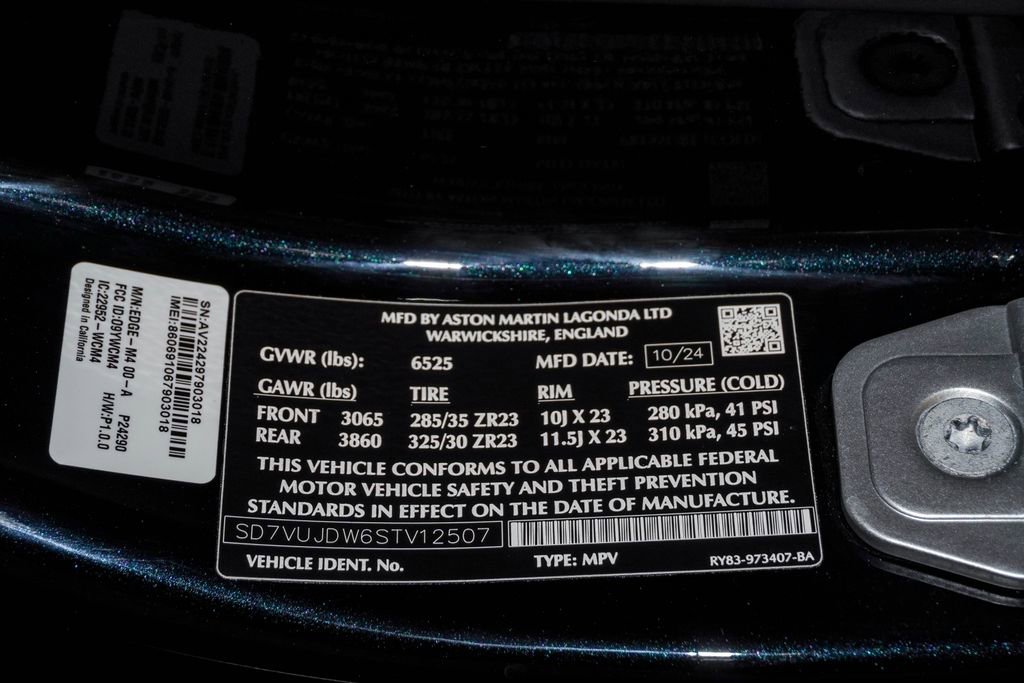 SN:AV224297903018
IMEI:860691067903018
M/N:EDGE-M4 00-A P24290
FCC ID:O9YWCM4 H/W:P1.0.0
IC:22952-WCM4
Designed in California
MFD BY ASTON MARTIN LAGONDA LTD
WARWICKSHIRE, ENGLAND
GVWR (lbs): 6525 MFD DATE: 10/24
GAWR (lbs) TIRE RIM PRESSURE (COLD)
FRONT 3065 285/35 ZR23 10J X 23 280 kPa, 41 PSI
REAR 3860 325/30 ZR23 11.5J X 23 310 kPa, 45 PSI
THIS VEHICLE CONFORMS TO ALL APPLICABLE FEDERAL
MOTOR VEHICLE SAFETY AND THEFT PREVENTION
STANDARDS IN EFFECT ON THE DATE OF MANUFACTURE.
SD7VUJDW6STV12507
VEHICLE IDENT. No. TYPE: MPV RY83-973407-BA